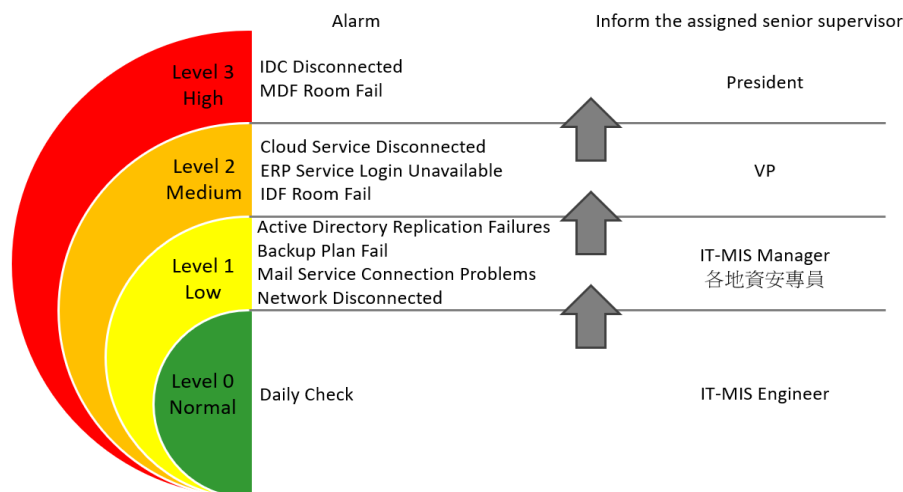 Alarm
Inform the assigned senior supervisor
Level 3
High
IDC Disconnected
MDF Room Fail
President
Level 2
Medium
Cloud Service Disconnected
ERP Service Login Unavailable
IDF Room Fail
VP
Level 1
Low
Active Directory Replication Failures
Backup Plan Fail
Mail Service Connection Problems
Network Disconnected
IT-MIS Manager
各地資安專員
Level 0
Normal
Daily Check
IT-MIS Engineer